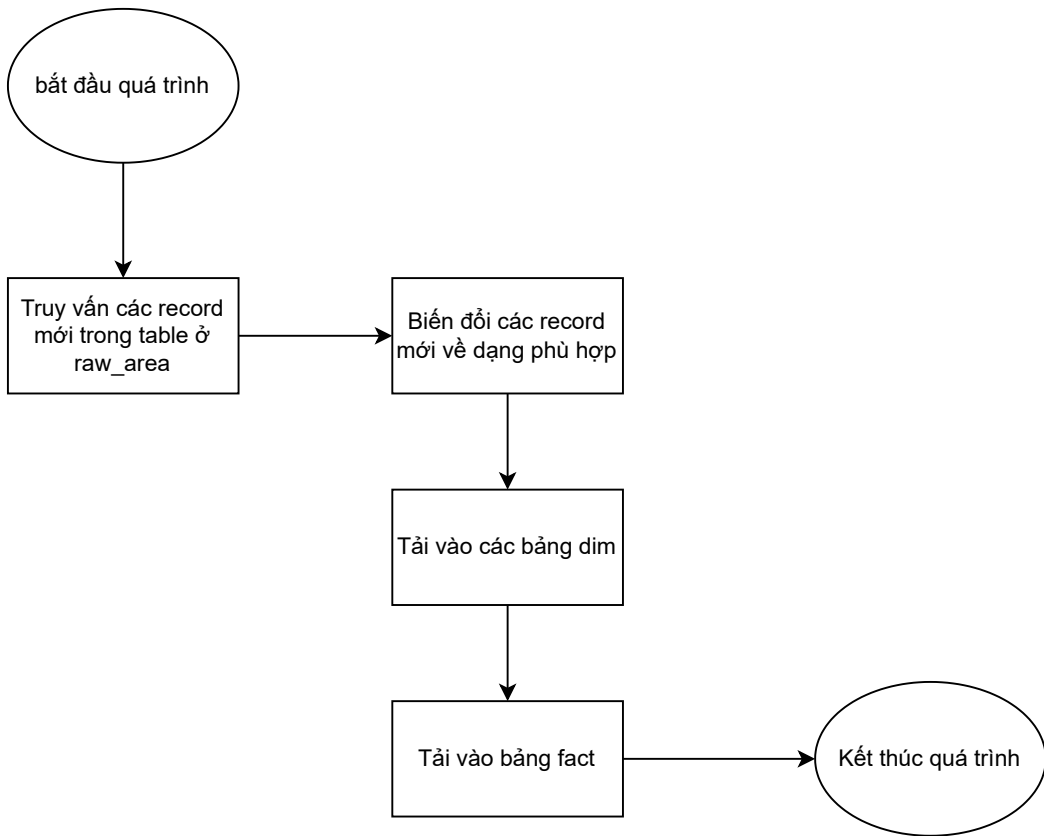 bắt đầu quá trình
Truy vấn các record
mới trong table ở
raw_area
Biến đổi các record
mới về dạng phù hợp
Tải vào các bảng dim
Tải vào bảng fact
Kết thúc quá trình